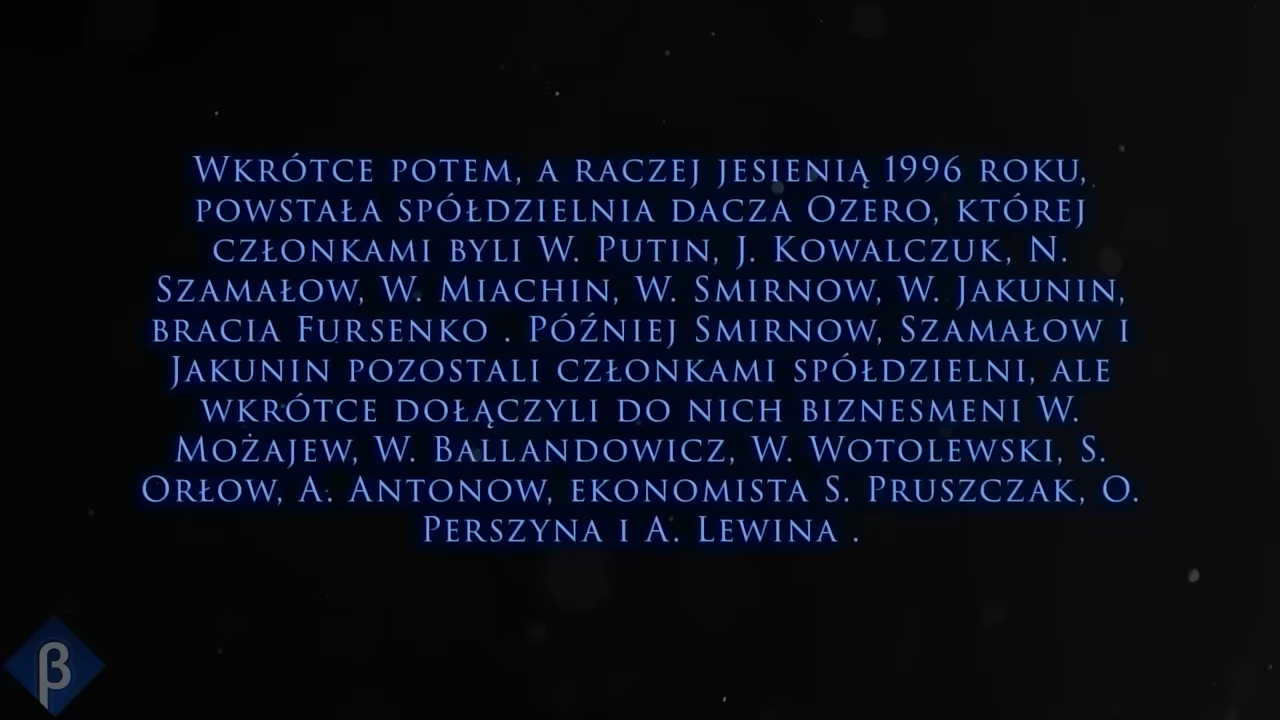 Wkrótce potem, a raczej jesienią 1996 roku,
powstała spółdzielnia dacza Ozero, której
członkami byli W. Putin, J. Kowalczuk, N.
Szamałow, W. Miachin, W. Smirnow, W. Jakunin,
bracia Fursenko . Później Smirnow, Szamałow i
Jakunin pozostali członkami spółdzielni, ale
wkrótce dołączyli do nich biznesmeni W.
Możajew, W. Ballandowicz, W. Wotolewski, S.
Orłow, A. Antonow, ekonomista S. Pruszczak, O.
Perszyna i A. Lewina .
β